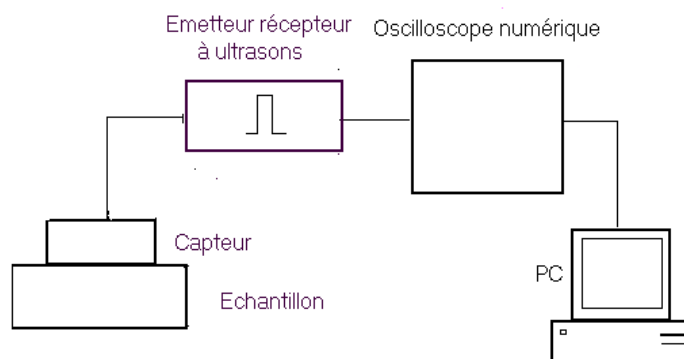 Emetteur récepteur
à ultrasons
Oscilloscope numérique
Capteur
Echantillon
PC